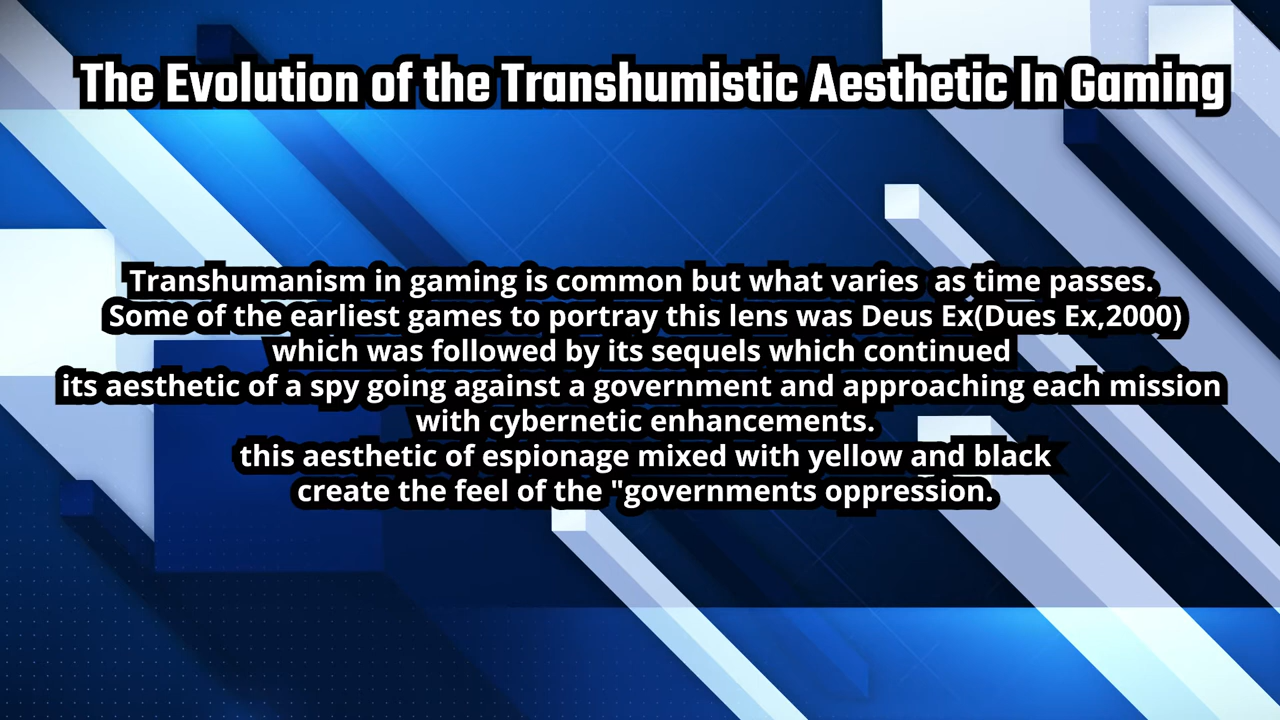 The Evolution of the Transhumistic Aesthetic In Gaming
Transhumanism in gaming is common but what varies  as time passes.
Some of the earliest games to portray this lens was Deus Ex(Dues Ex,2000)
which was followed by its sequels which continued
its aesthetic of a spy going against a government and approaching each mission
with cybernetic enhancements.
this aesthetic of espionage mixed with yellow and black
create the feel of the "governments oppression.